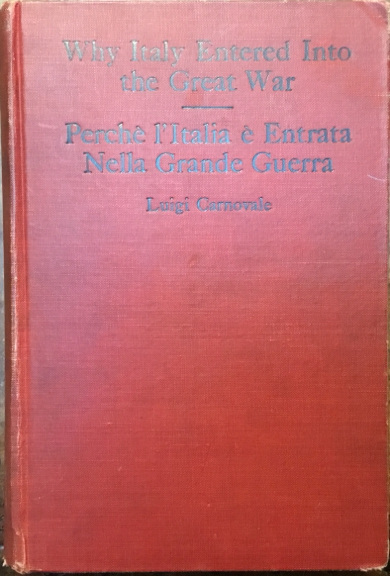 Why Italy Entered Into
the Great War
Perchè l'Italia è Entrata
Nella Grande Guerra
Luigi Carnovale